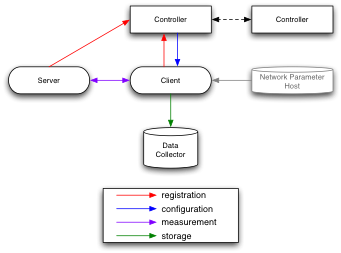 Controller
Controller
Server
Client
Network Parameter
Host
Data
Collector
registration
configuration
measurement
storage